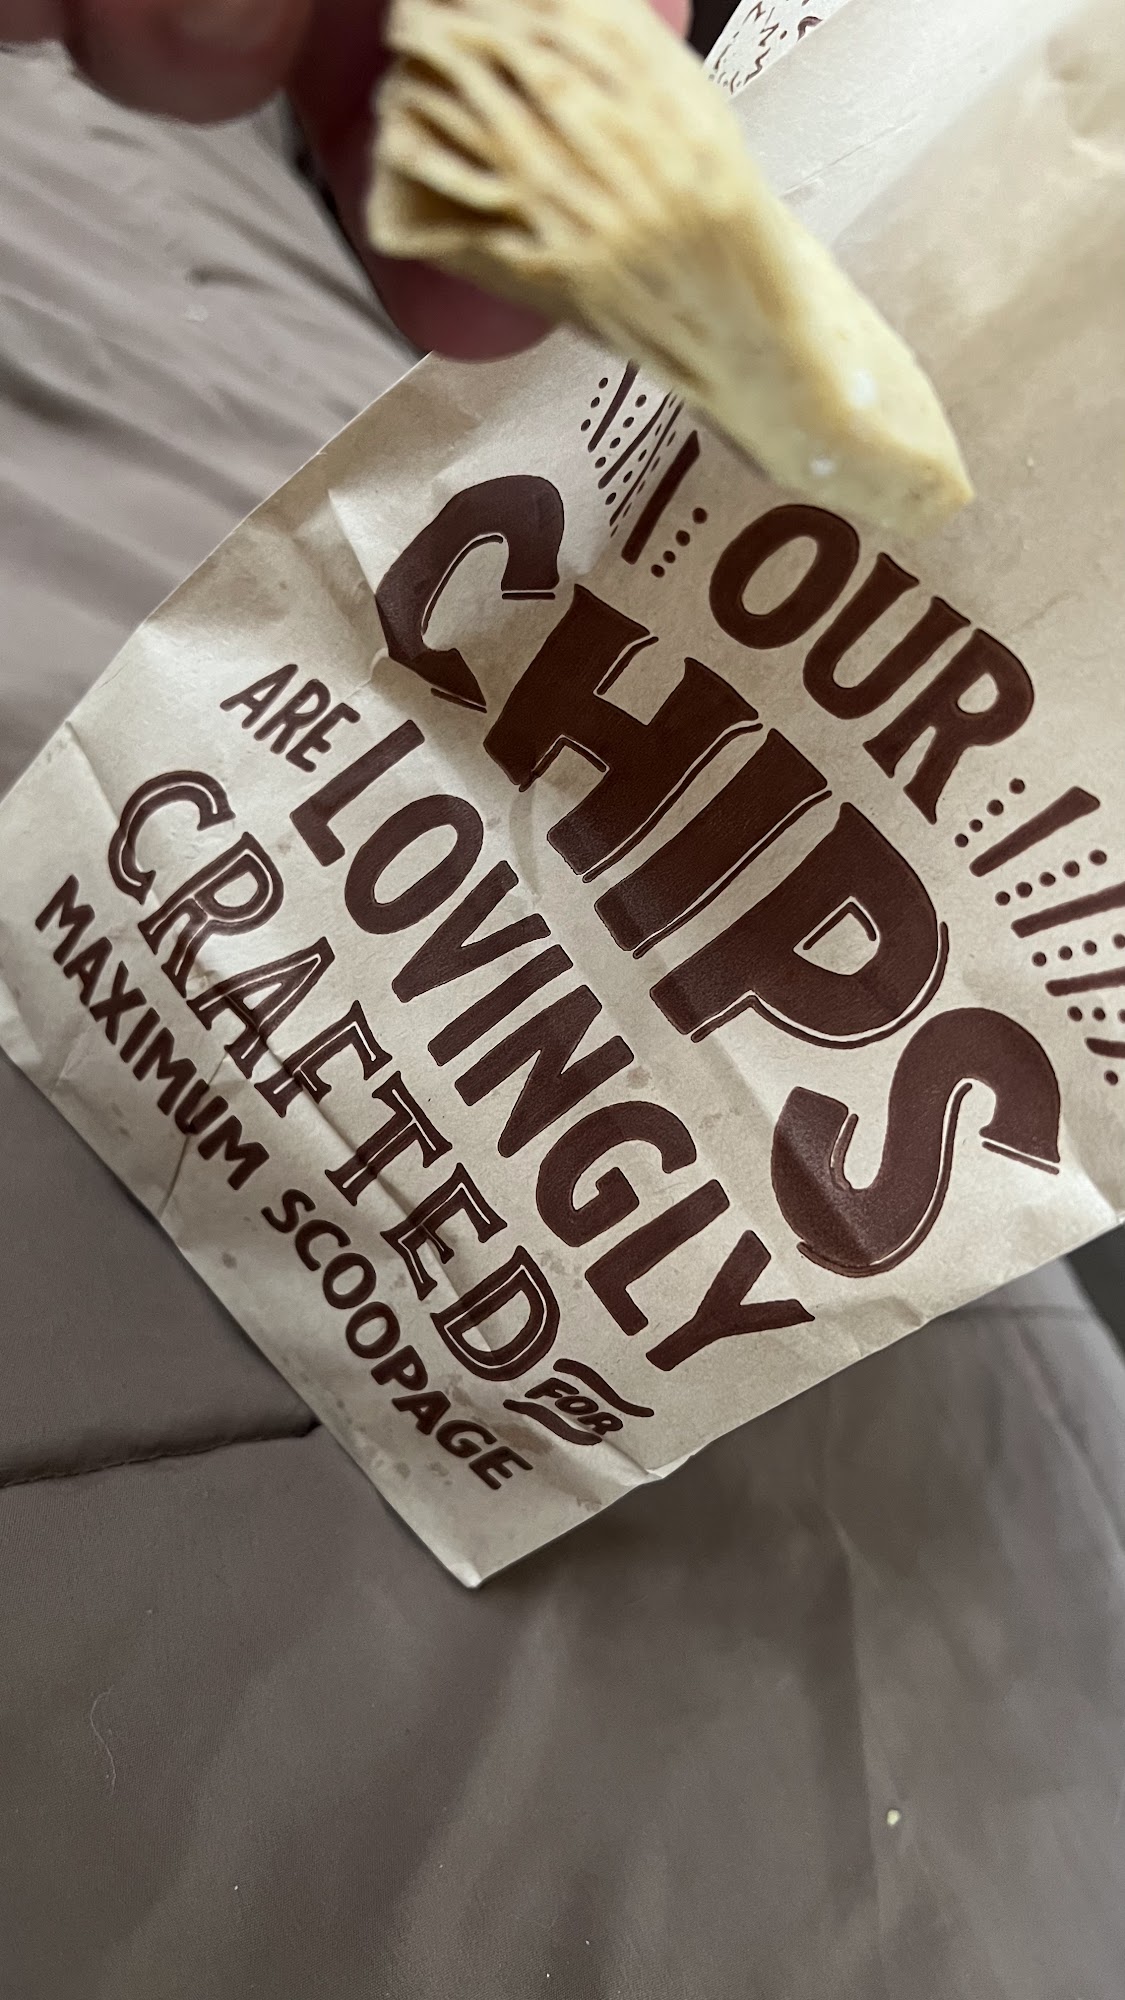 OUR
CHIPS
ARE LOVINGLY
CRAFTED FOR
MAXIMUM SCOOPAGE